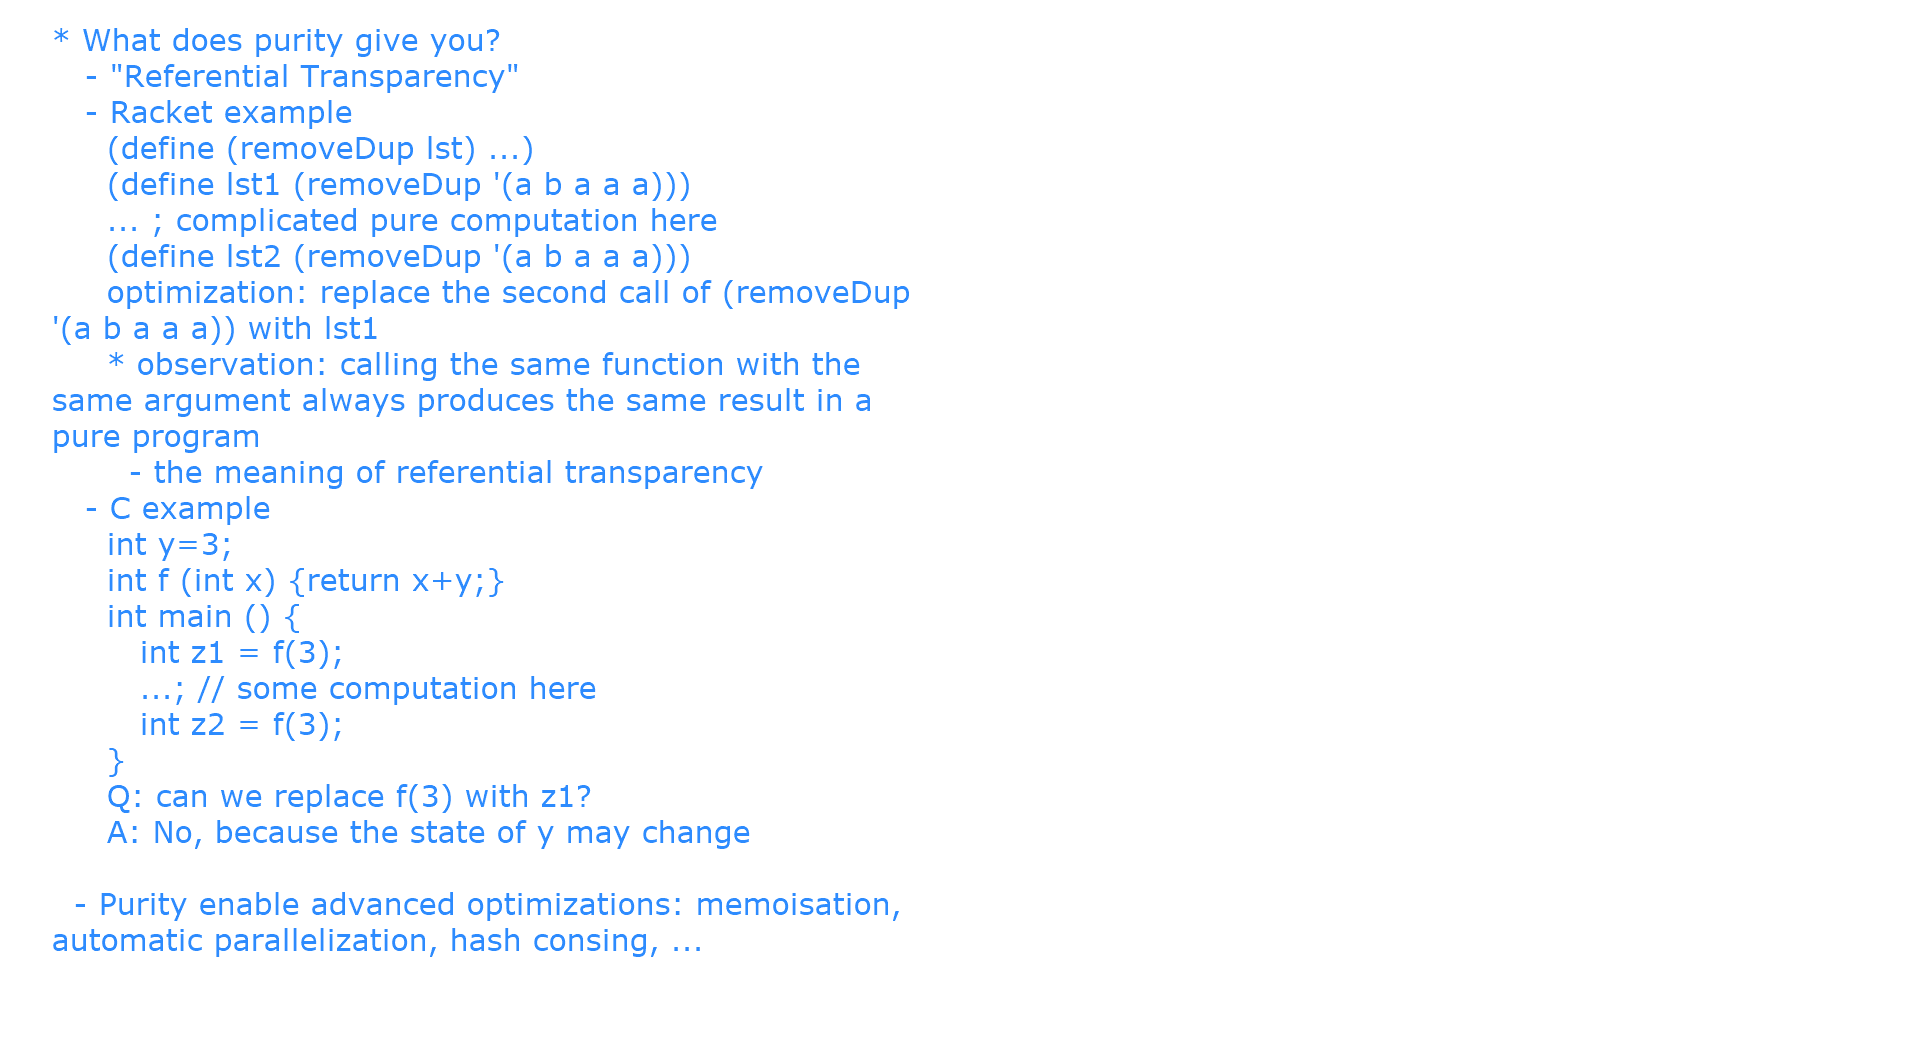 * What does purity give you?
- "Referential Transparency"
- Racket example
(define (removeDup lst) ...)
(define lst1 (removeDup '(a b a a a)))
... ; complicated pure computation here
(define lst2 (removeDup '(a b a a a)))
optimization: replace the second call of (removeDup
'(a b a a a)) with lst1
* observation: calling the same function with the
same argument always produces the same result in a
pure program
- the meaning of referential transparency
- C example
int y=3;
int f (int x) {return x+y;}
int main () {
int z1 = f(3);
...; // some computation here
int z2 = f(3);
}
Q: can we replace f(3) with z1?
A: No, because the state of y may change
- Purity enable advanced optimizations: memoisation,
automatic parallelization, hash consing, ...